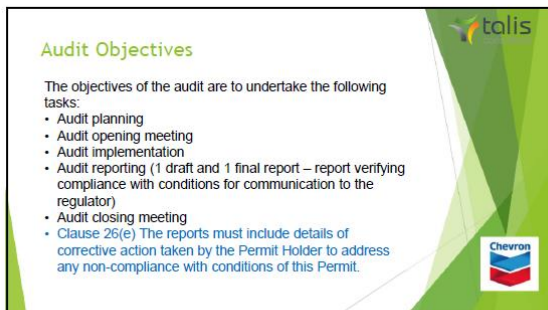 talis
Audit Objectives
The objectives of the audit are to undertake the following
tasks:
• Audit planning
• Audit opening meeting
• Audit implementation
• Audit reporting (1 draft and 1 final report – report verifying
compliance with conditions for communication to the
regulator)
• Audit closing meeting
• Clause 26(e) The reports must include details of
corrective action taken by the Permit Holder to address
any non-compliance with conditions of this Permit.
Chevron